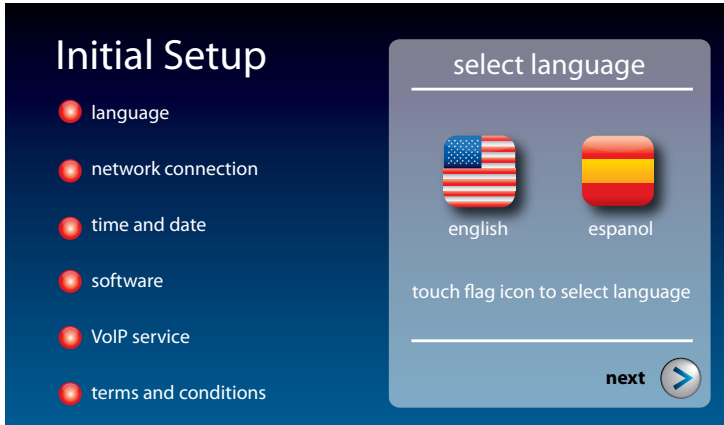 Initial Setup
language
network connection
time and date
software
VoIP service
terms and conditions
select language
english
espanol
touch flag icon to select language
next